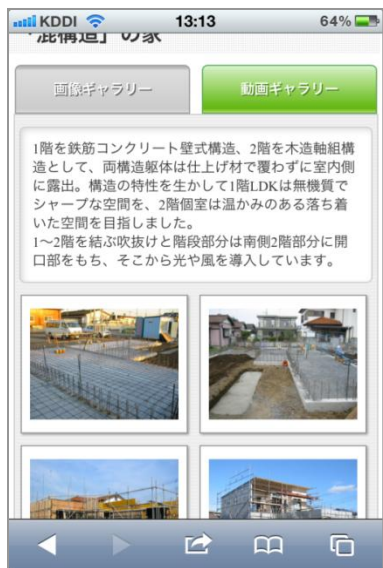 KDDI 13:13 64%
「混構造」の家
画像ギャラリー 動画ギャラリー
1階を鉄筋コンクリート壁式構造、2階を木造軸組構
造として、両構造躯体は仕上げ材で覆わずに室内側
に露出。構造の特性を生かして1階LDKは無機質で
シャープな空間を、2階個室は温かみのある落ち着
いた空間を目指しました。
1〜2階を結ぶ吹抜けと階段部分は南側2階部分に開
口部をもち、そこから光や風を導入しています。